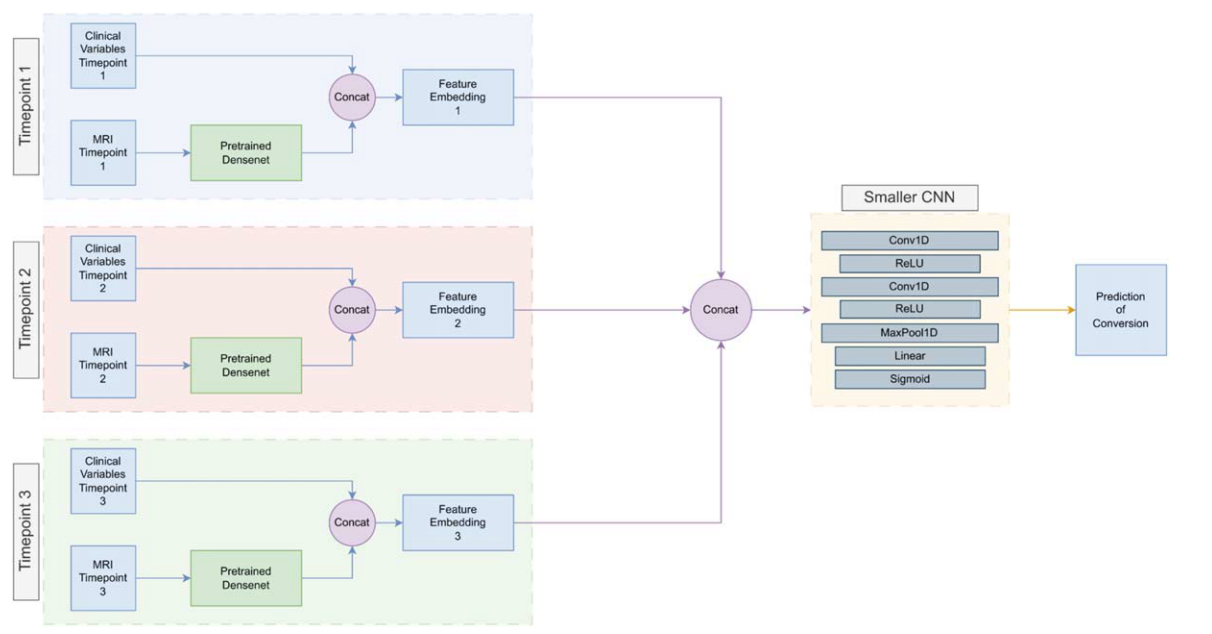 Timepoint 1
Clinical
Variables
Timepoint
1
MRI
Timepoint
1
Pretrained
Densenet
Concat
Feature
Embedding
1
Timepoint 2
Clinical
Variables
Timepoint
2
MRI
Timepoint
2
Pretrained
Densenet
Concat
Feature
Embedding
2
Timepoint 3
Clinical
Variables
Timepoint
3
MRI
Timepoint
3
Pretrained
Densenet
Concat
Feature
Embedding
3
Concat
Smaller CNN
Conv1D
ReLU
Conv1D
ReLU
MaxPool1D
Linear
Sigmoid
Prediction
of
Conversion